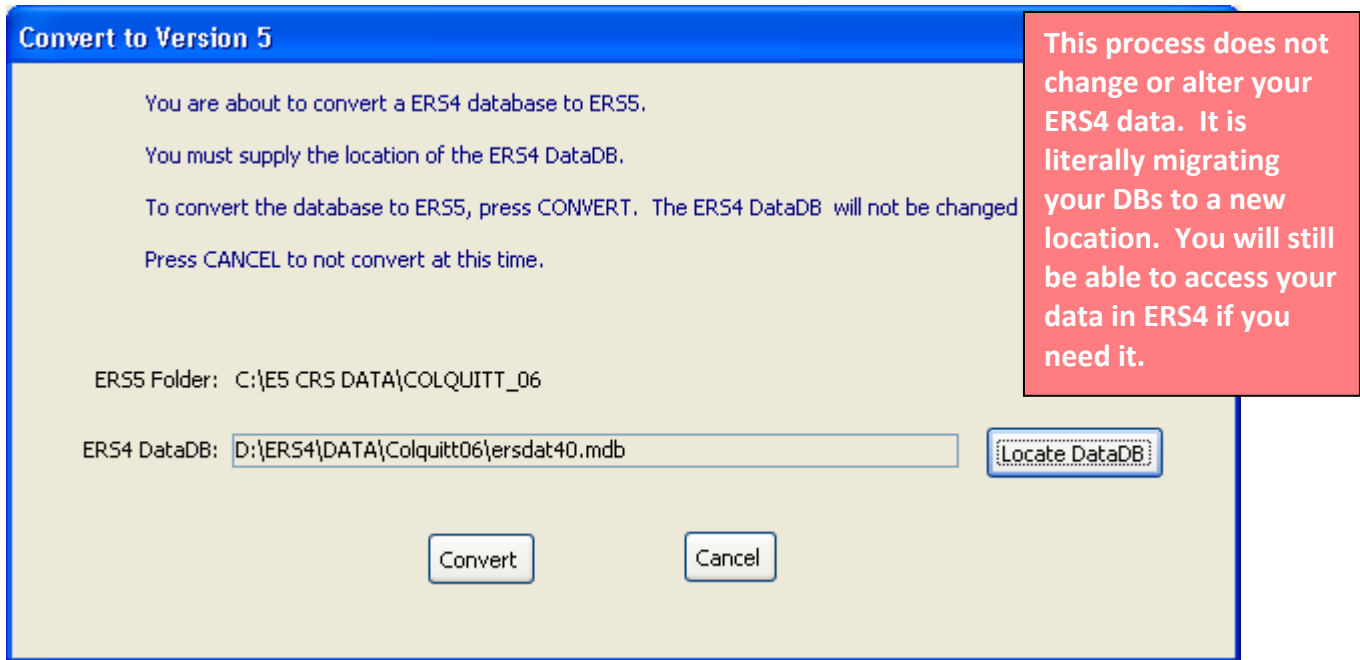 Convert to Version 5
You are about to convert a ERS4 database to ERS5.
You must supply the location of the ERS4 DataDB.
To convert the database to ERS5, press CONVERT.  The ERS4 DataDB  will not be changed
Press CANCEL to not convert at this time.
ERS5 Folder:  C:\E5 CRS DATA\COLQUITT_06
ERS4 DataDB:  D:\ERS4\DATA\Colquitt06\ersdat40.mdb
Locate DataDB
Convert
Cancel
This process does not
change or alter your
ERS4 data.  It is
literally migrating
your DBs to a new
location.  You will still
be able to access your
data in ERS4 if you
need it.